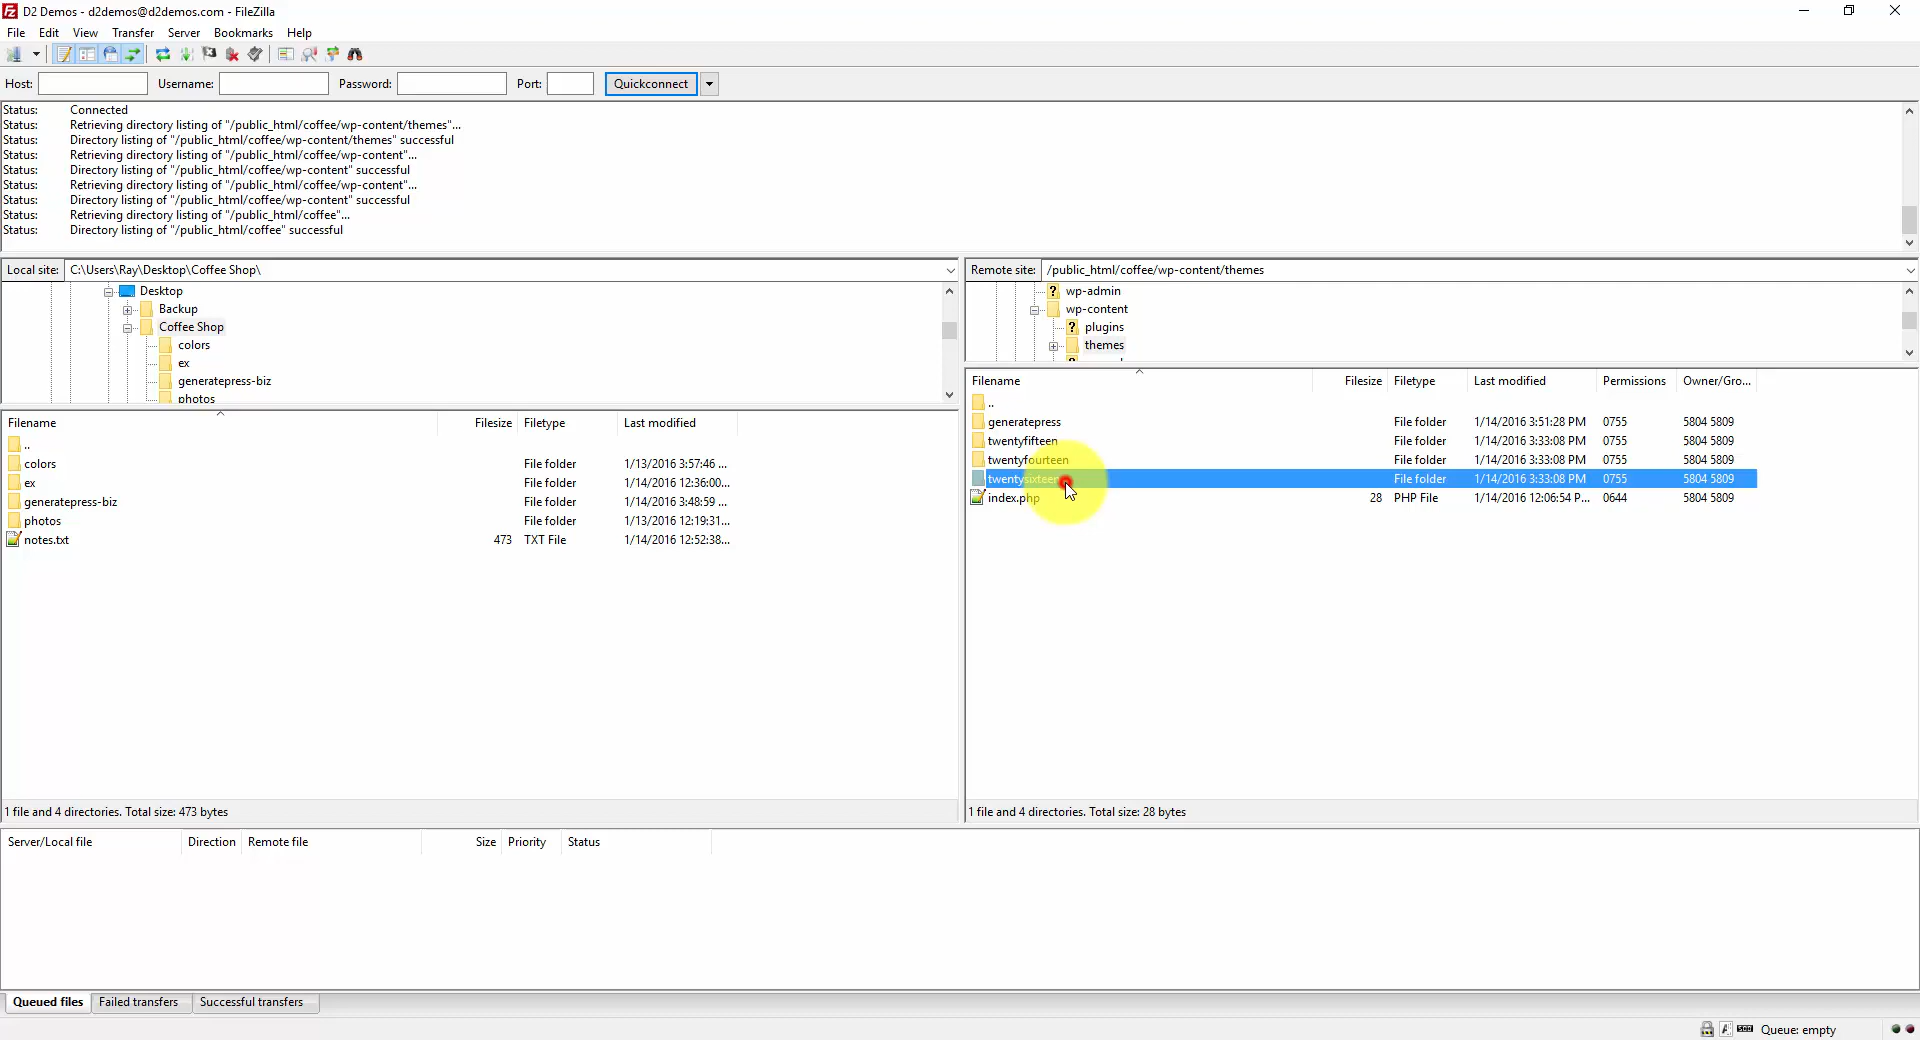 D2 Demos - d2demos@d2demos.com - FileZilla
File Edit View Transfer Server Bookmarks Help
Host: Username: Password: Port: Quickconnect
Status: Connected
Status: Retrieving directory listing of "/public_html/coffee/wp-content/themes"...
Status: Directory listing of "/public_html/coffee/wp-content/themes" successful
Status: Retrieving directory listing of "/public_html/coffee/wp-content"...
Status: Directory listing of "/public_html/coffee/wp-content" successful
Status: Retrieving directory listing of "/public_html/coffee/wp-content"...
Status: Directory listing of "/public_html/coffee/wp-content" successful
Status: Retrieving directory listing of "/public_html/coffee"...
Status: Directory listing of "/public_html/coffee" successful
Local site: C:\Users\Ray\Desktop\Coffee Shop\
Desktop
Backup
Coffee Shop
colors
ex
generatepress-biz
photos
Filename Filesize Filetype Last modified
..
colors File folder 1/13/2016 3:57:46 ...
ex File folder 1/14/2016 12:36:00...
generatepress-biz File folder 1/14/2016 3:48:59 ...
photos File folder 1/13/2016 12:19:31...
notes.txt 473 TXT File 1/14/2016 12:52:38...
1 file and 4 directories. Total size: 473 bytes
Remote site: /public_html/coffee/wp-content/themes
wp-admin
wp-content
plugins
themes
Filename Filesize Filetype Last modified Permissions Owner/Gro...
..
generatepress File folder 1/14/2016 3:51:28 PM 0755 5804 5809
twentyfifteen File folder 1/14/2016 3:33:08 PM 0755 5804 5809
twentyfourteen File folder 1/14/2016 3:33:08 PM 0755 5804 5809
twentysixteen File folder 1/14/2016 3:33:08 PM 0755 5804 5809
index.php 28 PHP File 1/14/2016 12:06:54 P... 0644 5804 5809
1 file and 4 directories. Total size: 28 bytes
Server/Local file Direction Remote file Size Priority Status
Queued files Failed transfers Successful transfers
Queue: empty